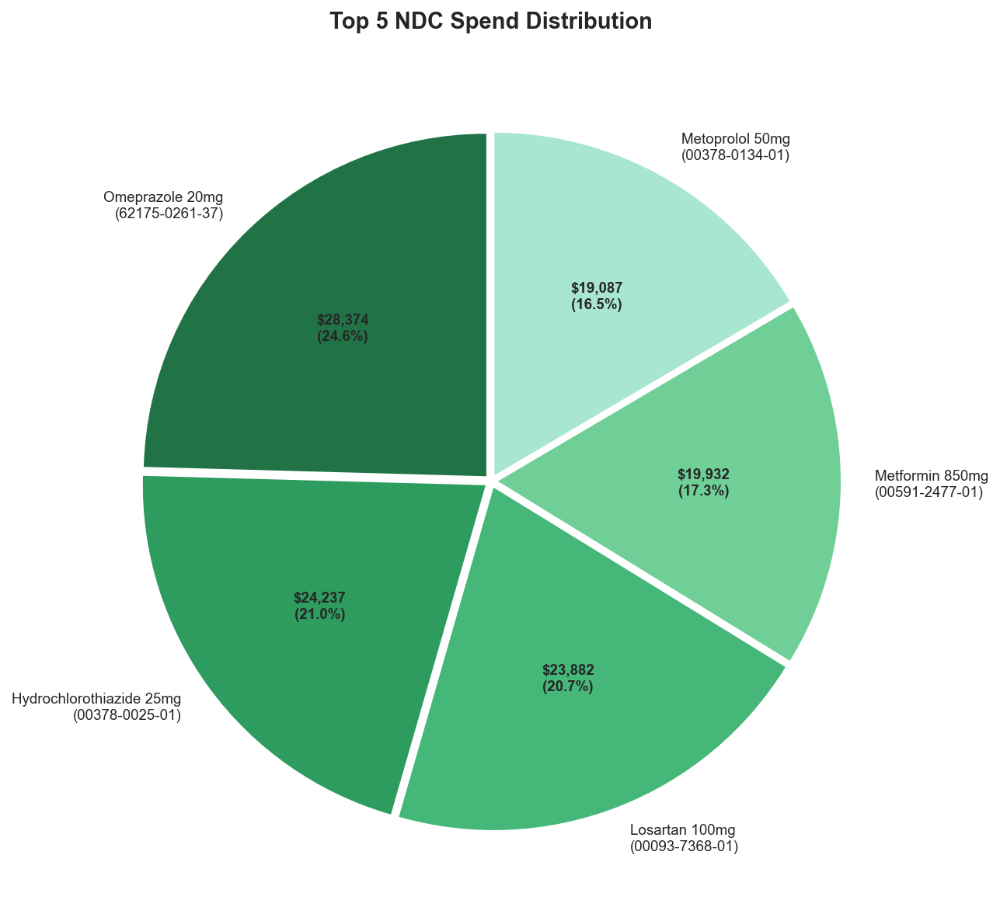 Top 5 NDC Spend Distribution
Metoprolol 50mg
(00378-0134-01)
Omeprazole 20mg
(62175-0261-37)
$19,087
(16.5%)
$28,374
(24.6%)
$19,932
(17.3%)
Metformin 850mg
(00591-2477-01)
$24,237
(21.0%)
$23,882
(20.7%)
Hydrochlorothiazide 25mg
(00378-0025-01)
Losartan 100mg
(00093-7368-01)